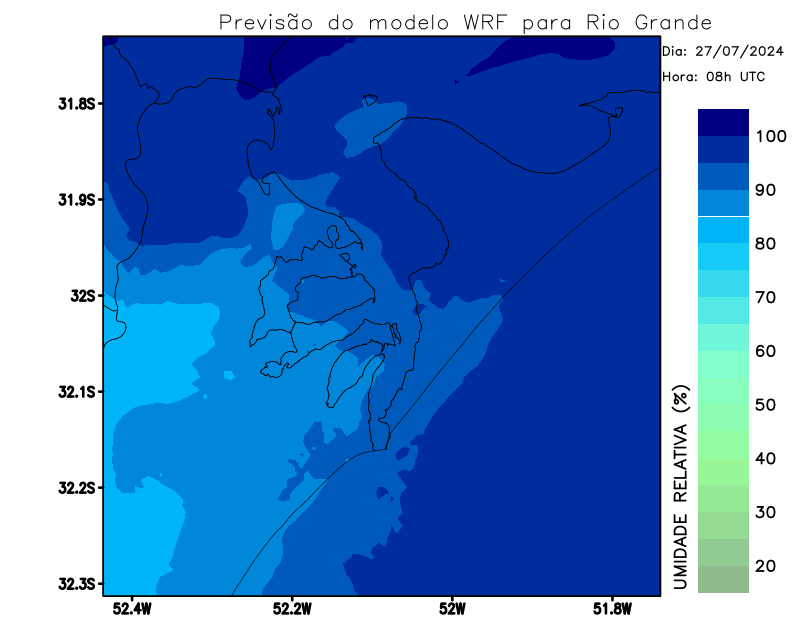 Previsão do modelo WRF para Rio Grande
Dia: 27/07/2024
Hora: 08h UTC
31.8S
31.9S
32S
32.1S
32.2S
32.3S
52.4W
52.2W
52W
51.8W
100
90
80
70
60
50
40
30
20
UMIDADE RELATIVA (%)